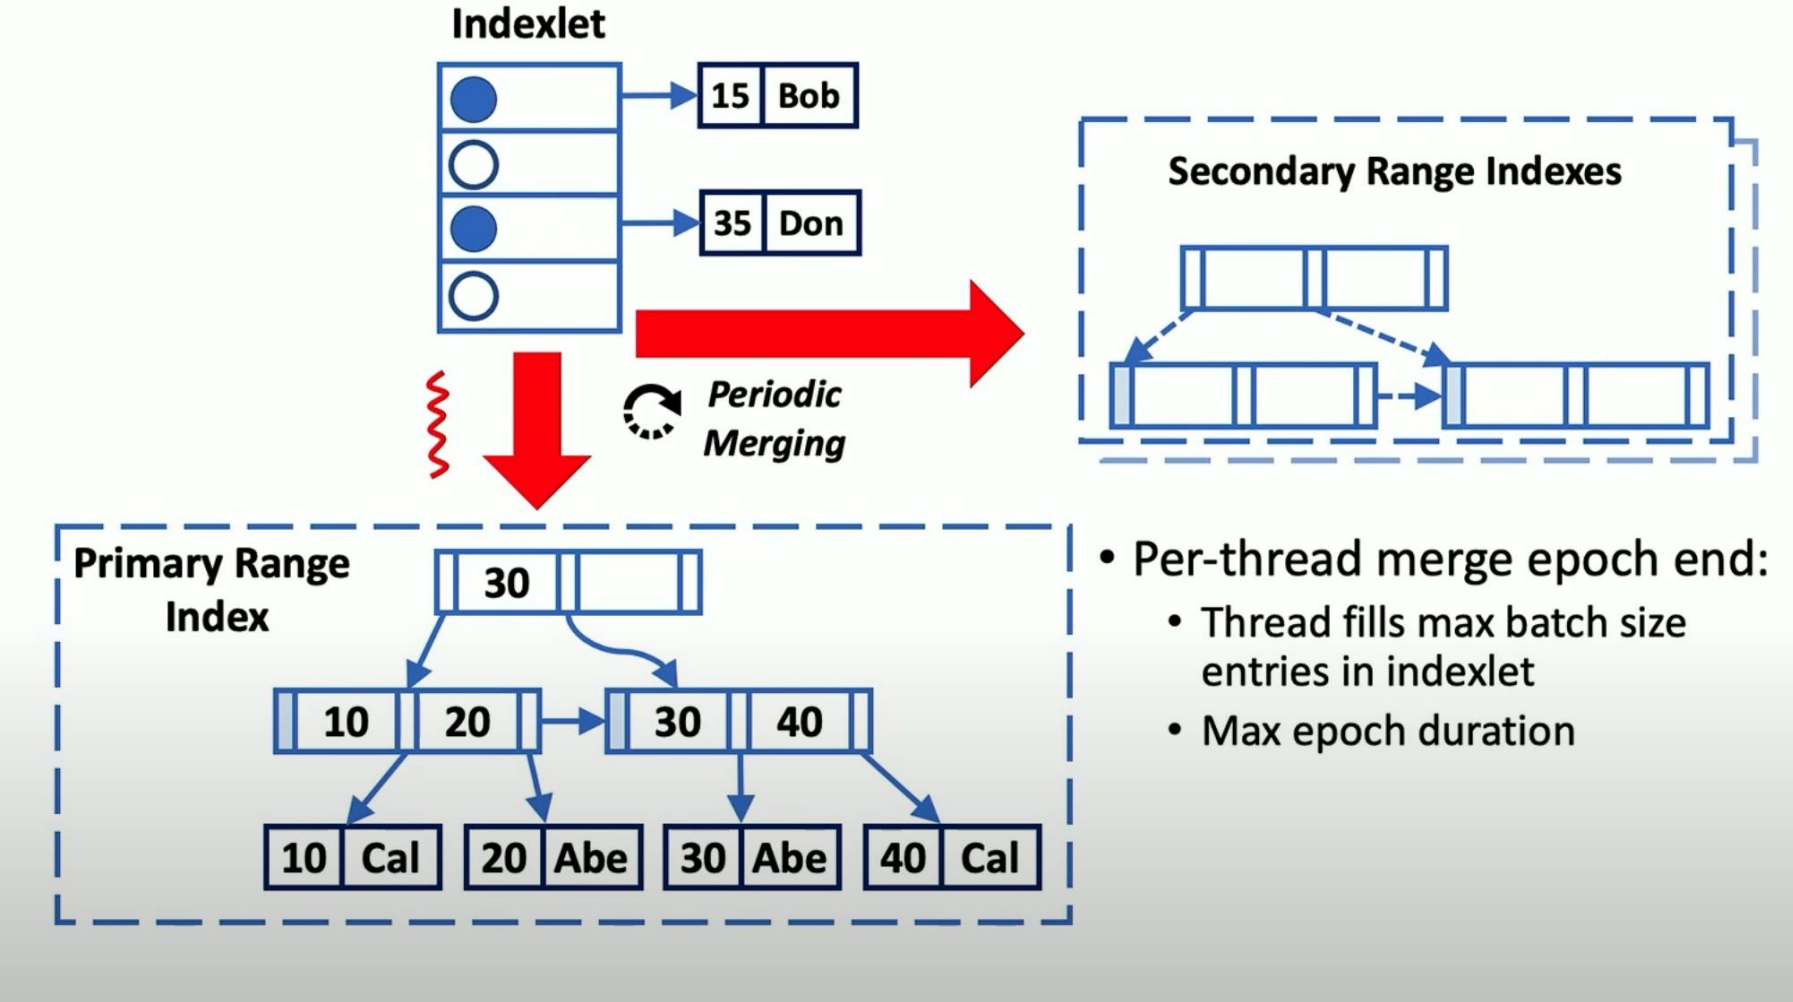 Indexlet
15 Bob
35 Don
Secondary Range Indexes
Periodic
Merging
Primary Range
Index
30
10 20 30 40
10 Cal 20 Abe 30 Abe 40 Cal
• Per-thread merge epoch end:
• Thread fills max batch size
entries in indexlet
• Max epoch duration